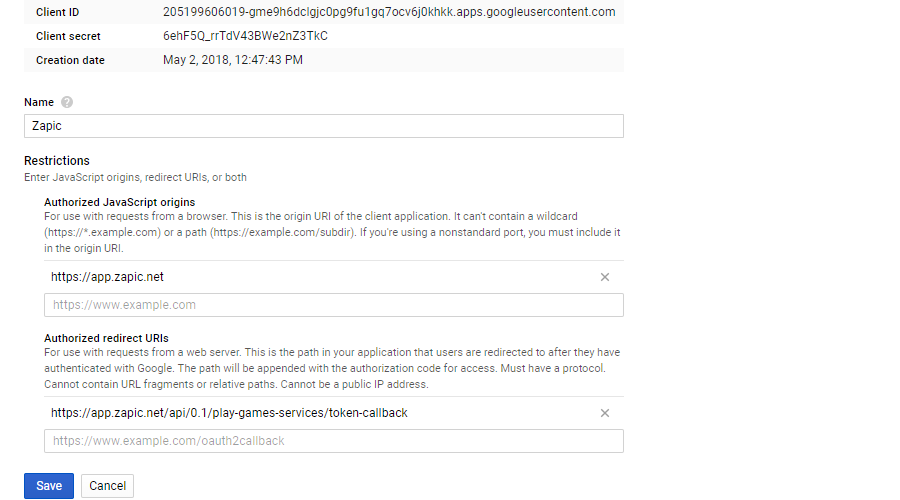 Client ID 205199606019-gme9h6dclgjc0pg9fu1gq7ocv6j0khkk.apps.googleusercontent.com
Client secret 6ehF5Q_rrTdV43BWe2nZ3TkC
Creation date May 2, 2018, 12:47:43 PM
Name ?
Zapic
Restrictions
Enter JavaScript origins, redirect URIs, or both
Authorized JavaScript origins
For use with requests from a browser. This is the origin URI of the client application. It can't contain a wildcard
(https://*.example.com) or a path (https://example.com/subdir). If you're using a nonstandard port, you must include it
in the origin URI.
https://app.zapic.net
https://www.example.com
Authorized redirect URIs
For use with requests from a web server. This is the path in your application that users are redirected to after they have
authenticated with Google. The path will be appended with the authorization code for access. Must have a protocol.
Cannot contain URL fragments or relative paths. Cannot be a public IP address.
https://app.zapic.net/api/0.1/play-games-services/token-callback
https://www.example.com/oauth2callback
Save Cancel